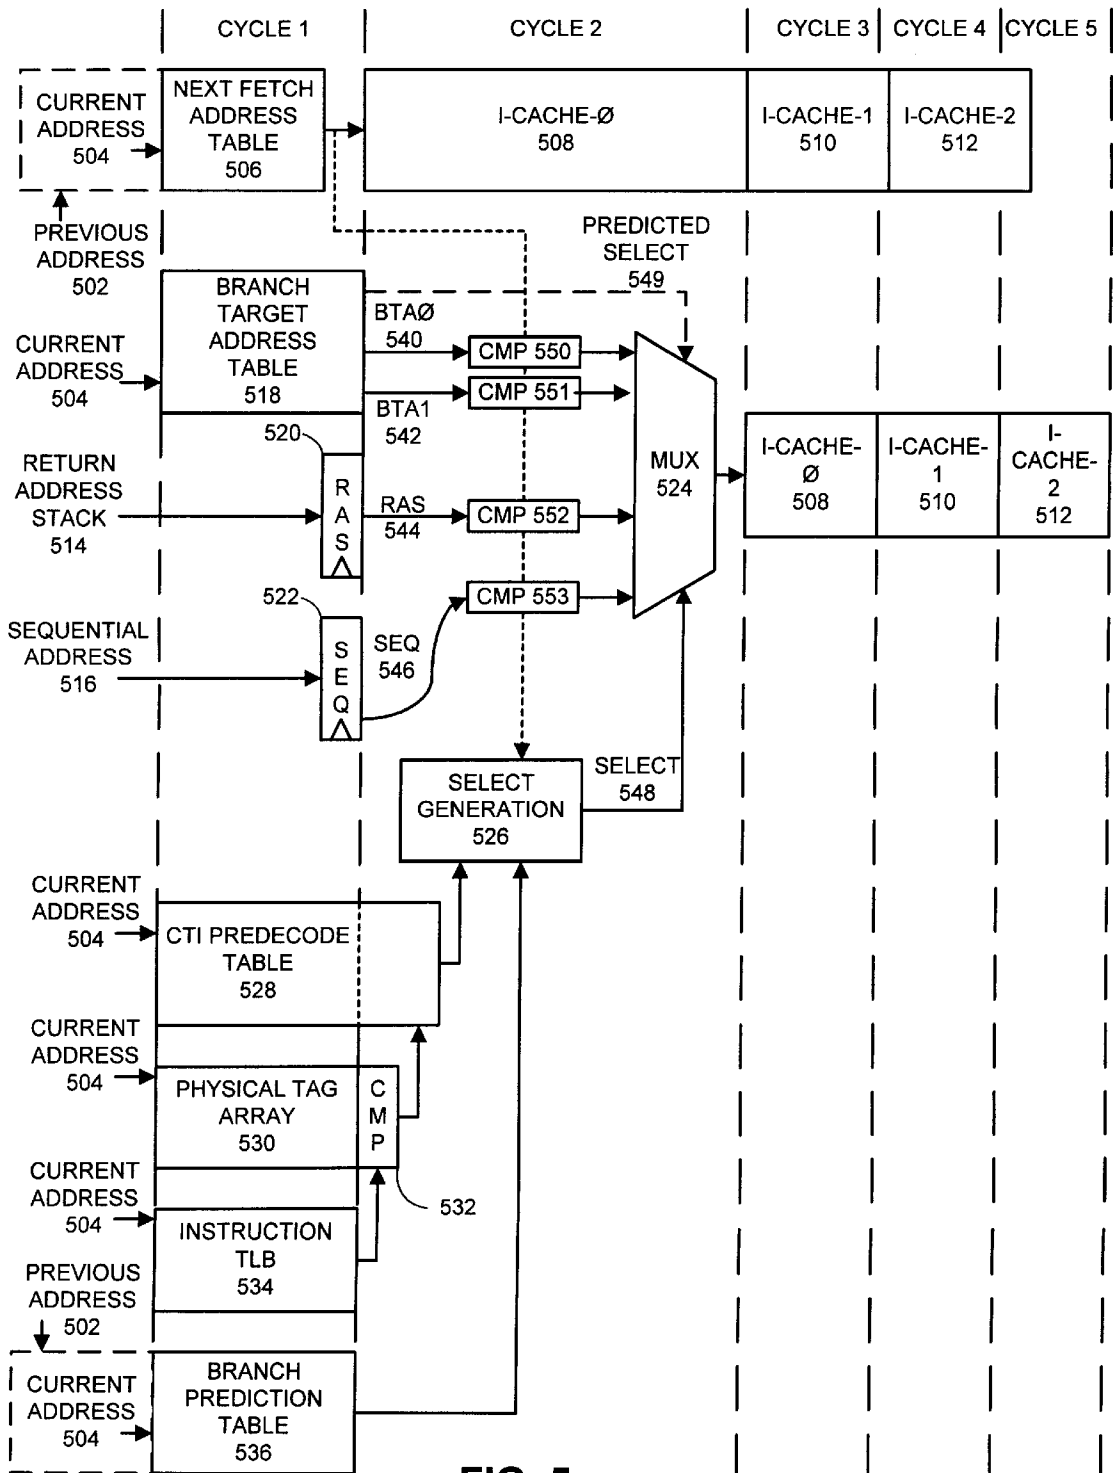 CYCLE 1
CYCLE 2
CYCLE 3
CYCLE 4
CYCLE 5
CURRENT
ADDRESS
504
NEXT FETCH
ADDRESS
TABLE
506
I-CACHE-Ø
508
I-CACHE-1
510
I-CACHE-2
512
PREVIOUS
ADDRESS
502
PREDICTED
SELECT
549
BRANCH
TARGET
ADDRESS
TABLE
518
CURRENT
ADDRESS
504
BTAØ
540
CMP 550
CMP 551
BTA1
542
MUX
524
I-CACHE-
Ø
508
I-CACHE-
1
510
I-
CACHE-
2
512
520
RETURN
ADDRESS
STACK
514
R
A
S
RAS
544
CMP 552
CMP 553
522
SEQUENTIAL
ADDRESS
516
S
E
Q
SEQ
546
SELECT
GENERATION
526
SELECT
548
CURRENT
ADDRESS
504
CTI PREDECODE
TABLE
528
CURRENT
ADDRESS
504
PHYSICAL TAG
ARRAY
530
C
M
P
532
CURRENT
ADDRESS
504
INSTRUCTION
TLB
534
PREVIOUS
ADDRESS
502
CURRENT
ADDRESS
504
BRANCH
PREDICTION
TABLE
536
FIG. 5